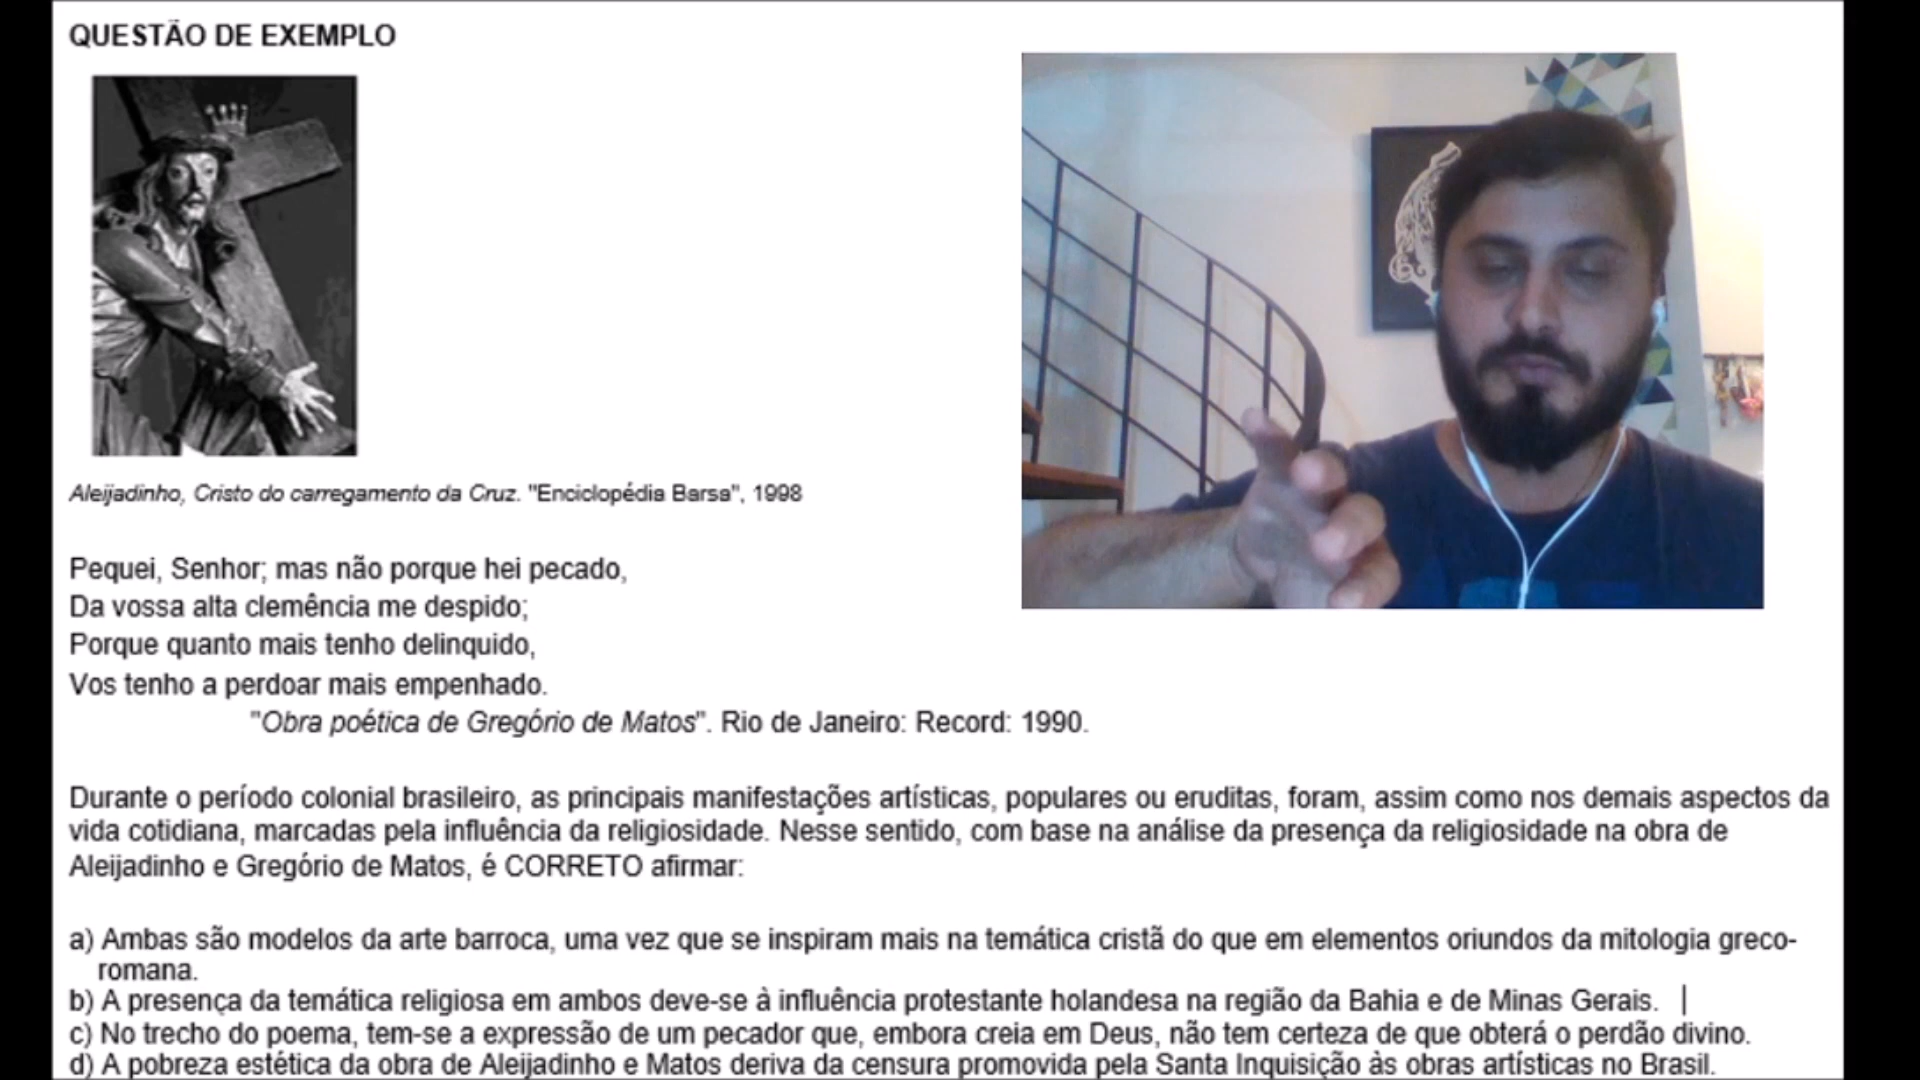 QUESTÃO DE EXEMPLO
Aleijadinho, Cristo do carregamento da Cruz. "Enciclopédia Barsa", 1998
Pequei, Senhor; mas não porque hei pecado,
Da vossa alta clemência me despido;
Porque quanto mais tenho delinquido,
Vos tenho a perdoar mais empenhado.
"Obra poética de Gregório de Matos". Rio de Janeiro: Record: 1990.
Durante o período colonial brasileiro, as principais manifestações artísticas, populares ou eruditas, foram, assim como nos demais aspectos da
vida cotidiana, marcadas pela influência da religiosidade. Nesse sentido, com base na análise da presença da religiosidade na obra de
Aleijadinho e Gregório de Matos, é CORRETO afirmar:
a) Ambas são modelos da arte barroca, uma vez que se inspiram mais na temática cristã do que em elementos oriundos da mitologia greco-
romana.
b) A presença da temática religiosa em ambos deve-se à influência protestante holandesa na região da Bahia e de Minas Gerais.
c) No trecho do poema, tem-se a expressão de um pecador que, embora creia em Deus, não tem certeza de que obterá o perdão divino.
d) A pobreza estética da obra de Aleijadinho e Matos deriva da censura promovida pela Santa Inquisição às obras artísticas no Brasil.